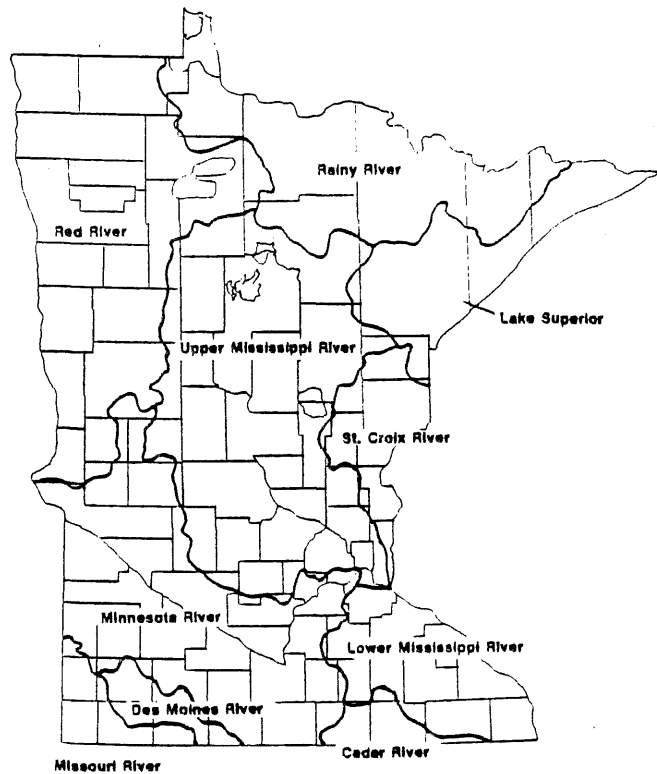 Rainy River
Red River
Lake Superior
Upper Mississippi River
St. Croix River
Minnesota River
Lower Mississippi River
Des Moines River
Cedar River
Missouri River